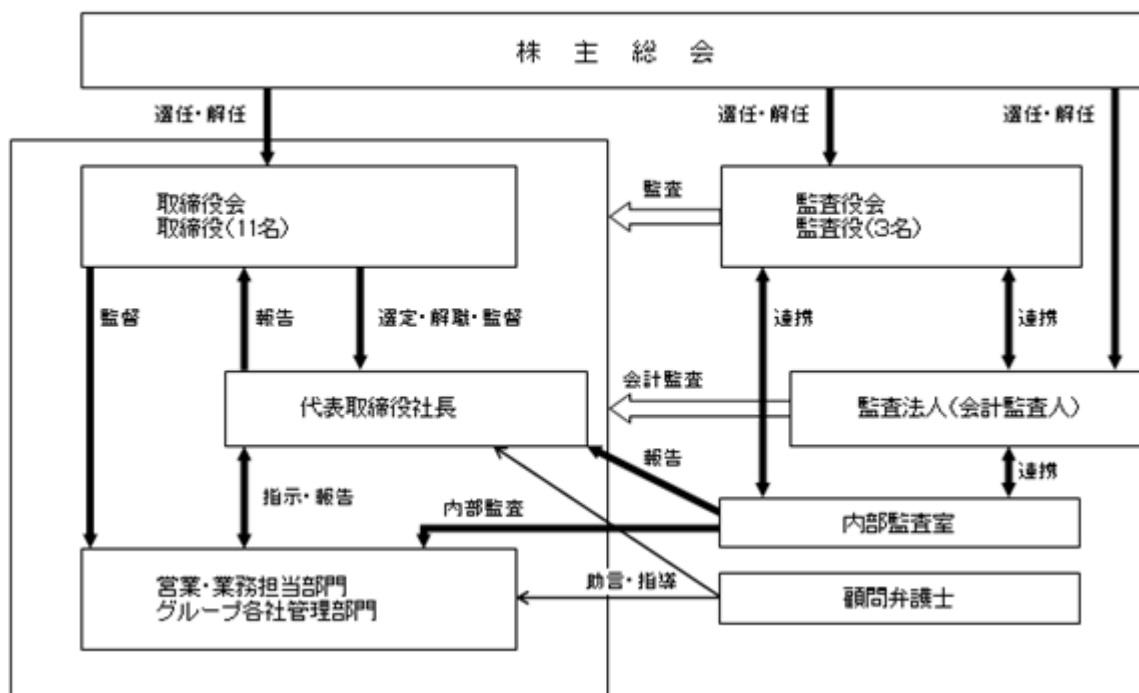 株 主 総 会
選任・解任
選任・解任
選任・解任
取締役会
取締役(11名)
監査
監査役会
監査役(3名)
監督
報告
選定・解職・監督
連携
連携
代表取締役社長
会計監査
監査法人(会計監査人)
報告
連携
指示・報告
内部監査
内部監査室
営業・業務担当部門
グループ各社管理部門
助言・指導
顧問弁護士